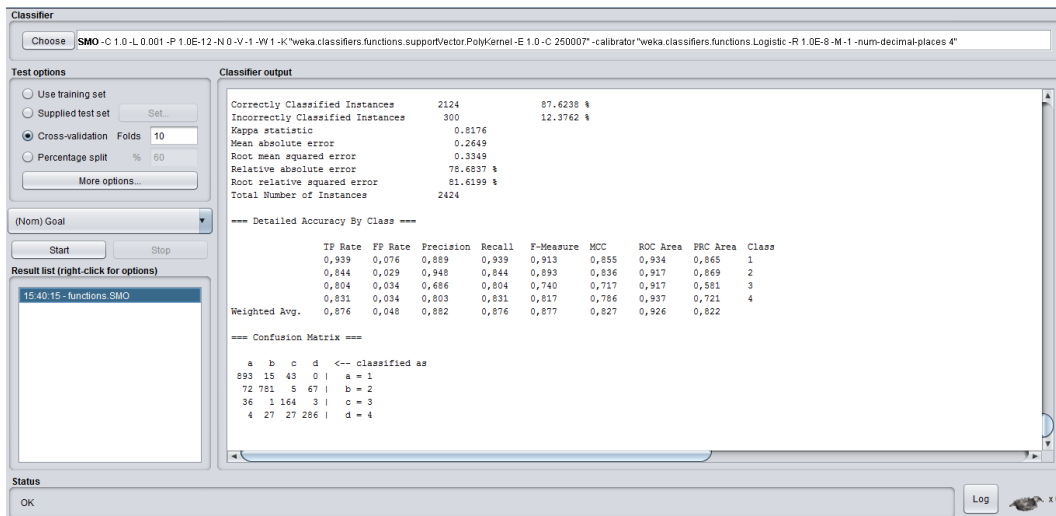 Classifier
Choose SMO -C 1.0 -L 0.001 -P 1.0E-12 -N 0 -V -1 -W 1 -K "weka.classifiers.functions.supportVector.PolyKernel -E 1.0 -C 250007" -calibrator "weka.classifiers.functions.Logistic -R 1.0E-8 -M -1 -num-decimal-places 4"
Test options
Use training set
Supplied test set Set...
Cross-validation Folds 10
Percentage split % 60
More options...
(Nom) Goal
Start Stop
Result list (right-click for options)
15:40:15 - functions.SMO
Classifier output
Correctly Classified Instances 2124 87.6238 %
Incorrectly Classified Instances 300 12.3762 %
Kappa statistic 0.8176
Mean absolute error 0.2649
Root mean squared error 0.3349
Relative absolute error 78.6837 %
Root relative squared error 81.6199 %
Total Number of Instances 2424
=== Detailed Accuracy By Class ===
TP Rate FP Rate Precision Recall F-Measure MCC ROC Area PRC Area Class
0,939 0,076 0,889 0,939 0,913 0,855 0,934 0,865 1
0,844 0,029 0,948 0,844 0,893 0,836 0,917 0,869 2
0,804 0,034 0,686 0,804 0,740 0,717 0,917 0,581 3
0,831 0,034 0,803 0,831 0,817 0,786 0,937 0,721 4
Weighted Avg. 0,876 0,048 0,882 0,876 0,877 0,827 0,926 0,822
=== Confusion Matrix ===
a b c d <-- classified as
893 15 43 0 | a = 1
72 781 5 67 | b = 2
36 1 164 3 | c = 3
4 27 27 286 | d = 4
Status
OK
Log
x